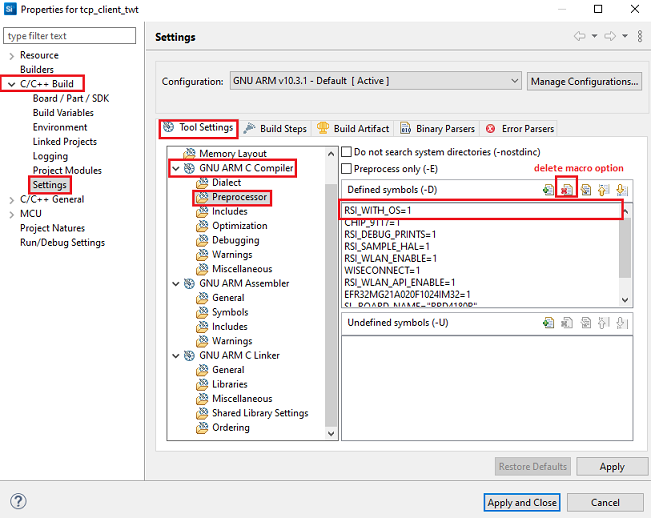 Properties for tcp_client_twt
type filter text
Settings
Resource
Builders
C/C++ Build
Board / Part / SDK
Build Variables
Environment
Linked Projects
Logging
Project Modules
Settings
C/C++ General
MCU
Project Natures
Run/Debug Settings
Configuration: GNU ARM v10.3.1 - Default [ Active ] Manage Configurations...
Tool Settings Build Steps Build Artifact Binary Parsers Error Parsers
Memory Layout
GNU ARM C Compiler
Dialect
Preprocessor
Includes
Optimization
Debugging
Warnings
Miscellaneous
GNU ARM Assembler
General
Symbols
Includes
Warnings
GNU ARM C Linker
General
Libraries
Miscellaneous
Shared Library Settings
Ordering
Do not search system directories (-nostdinc)
Preprocess only (-E) delete macro option
Defined symbols (-D)
RSI_WITH_OS=1
CHIP_9117=1
RSI_DEBUG_PRINTS=1
RSI_SAMPLE_HAL=1
RSI_WLAN_ENABLE=1
WISECONNECT=1
RSI_WLAN_API_ENABLE=1
EFR32MG21A020F1024IM32=1
SL_BOARD_NAME="BRD4180B"
Undefined symbols (-U)
Restore Defaults Apply
Apply and Close Cancel